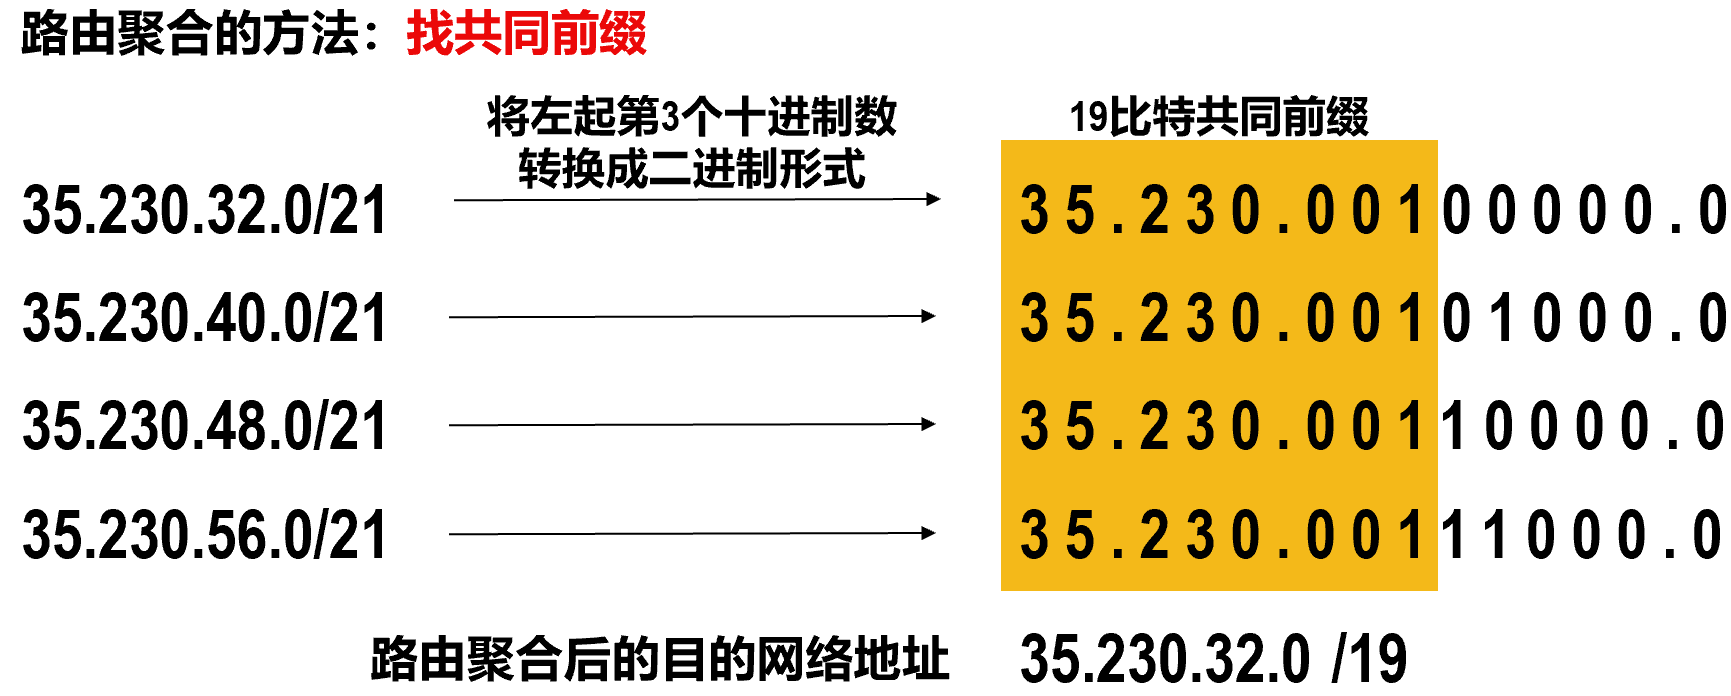 路由聚合的方法：找共同前缀
将左起第3个十进制数
转换成二进制形式
19比特共同前缀
35.230.32.0/21
35.230.00100000.0
35.230.40.0/21
35.230.00101000.0
35.230.48.0/21
35.230.00110000.0
35.230.56.0/21
35.230.00111000.0
路由聚合后的目的网络地址
35.230.32.0 /19